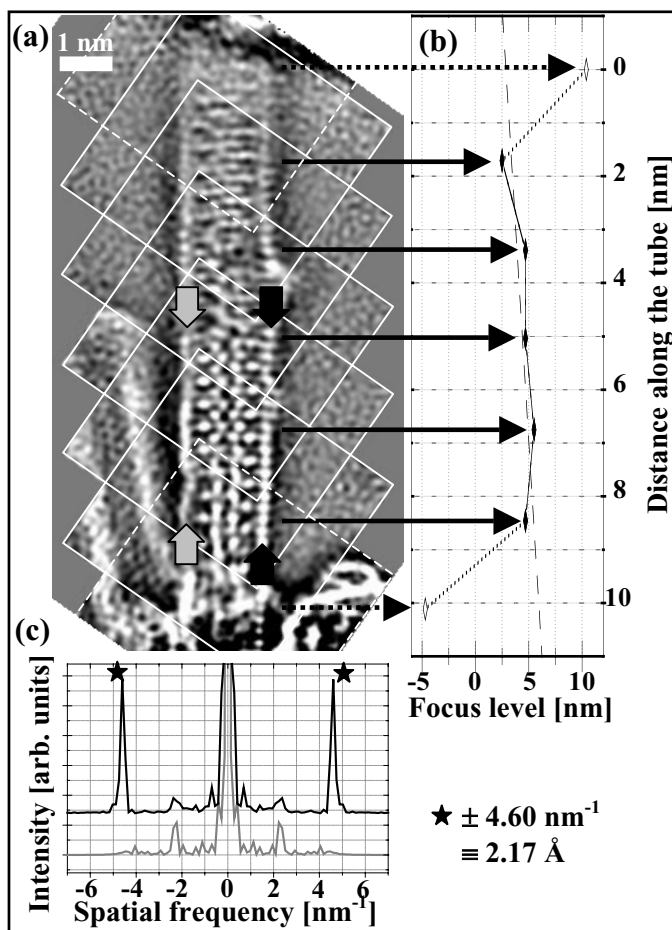 (a)
1 nm
(b)
0
2
4
6
8
10
Distance along the tube [nm]
-5 0 5 10
Focus level [nm]
(c)
Intensity [arb. units]
-6 -4 -2 0 2 4 6
Spatial frequency [nm⁻¹]
★ ± 4.60 nm⁻¹
≡ 2.17 Å